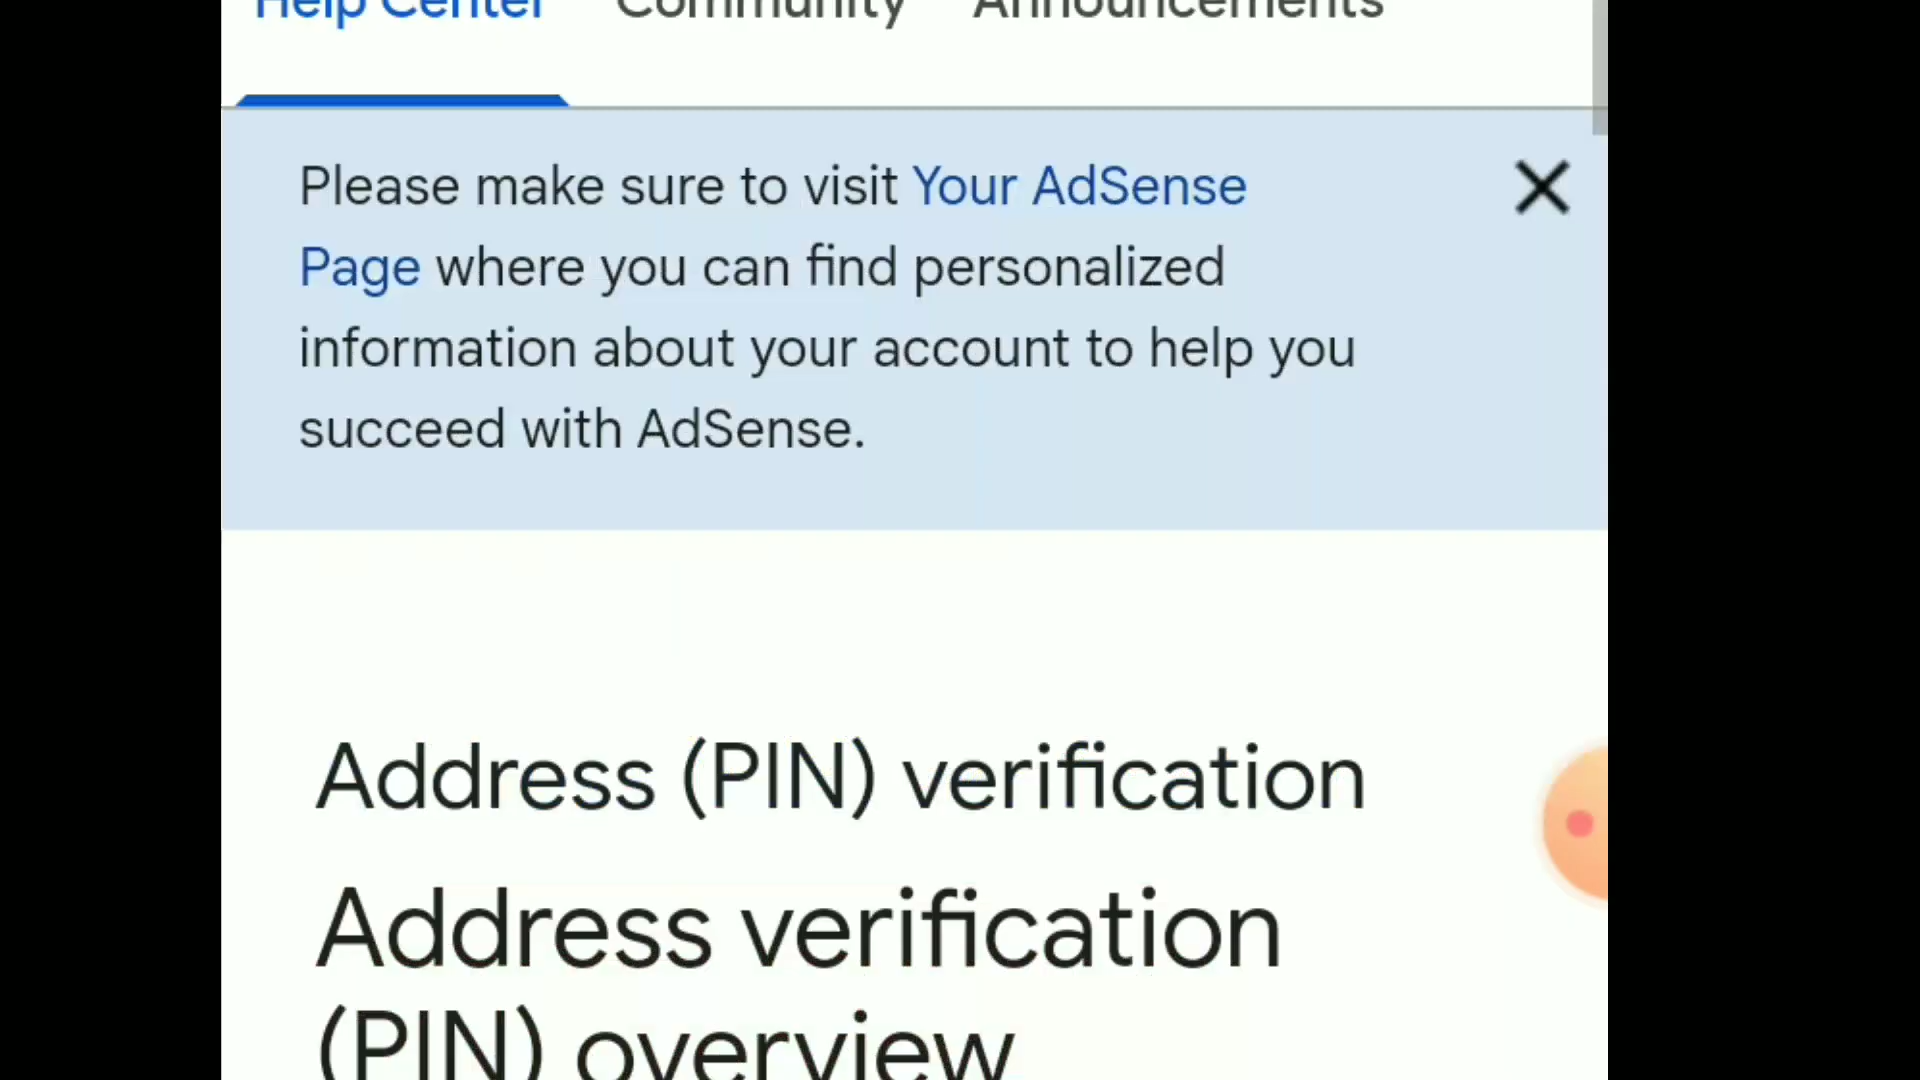 Help Center Community Announcements
Please make sure to visit Your AdSense
Page where you can find personalized
information about your account to help you
succeed with AdSense.
Address (PIN) verification
Address verification
(PIN) overview